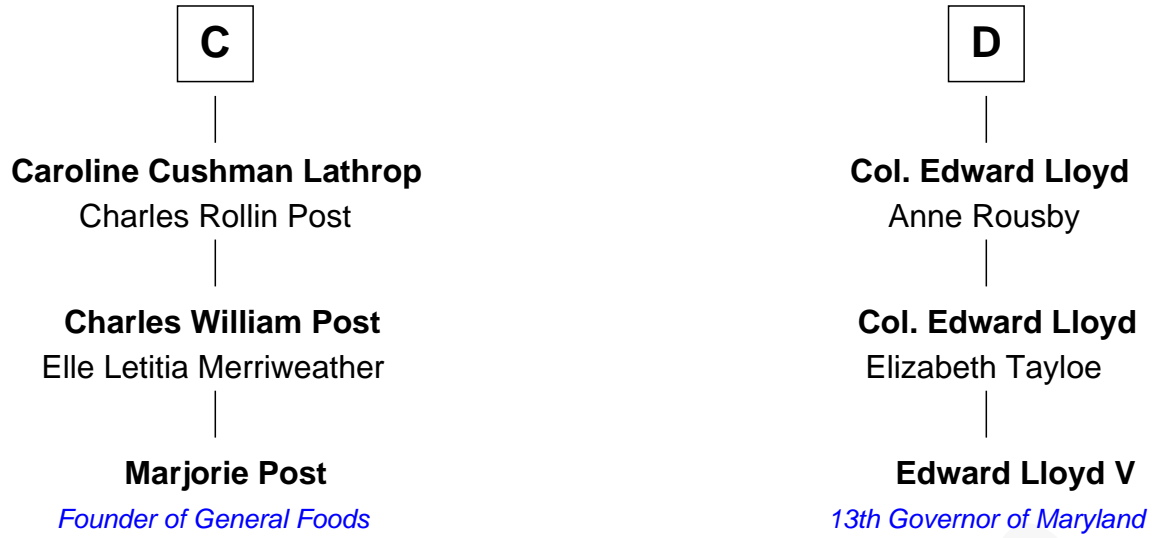 C
Caroline Cushman Lathrop
Charles Rollin Post
Charles William Post
Elle Letitia Merriweather
Marjorie Post
Founder of General Foods
D
Col. Edward Lloyd
Anne Rousby
Col. Edward Lloyd
Elizabeth Tayloe
Edward Lloyd V
13th Governor of Maryland